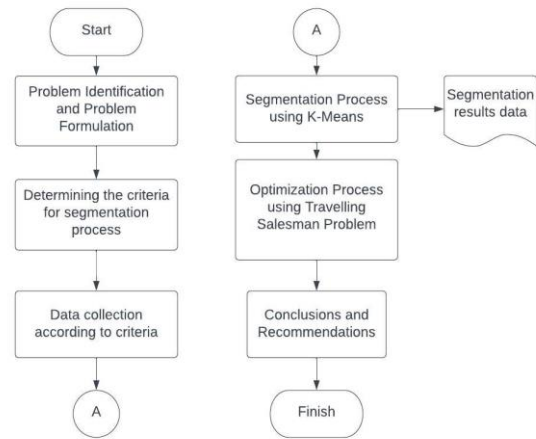 Start
Problem Identification
and Problem
Formulation
Determining the criteria
for segmentation
process
Data collection
according to criteria
A
A
Segmentation Process
using K-Means
Segmentation
results data
Optimization Process
using Travelling
Salesman Problem
Conclusions and
Recommendations
Finish